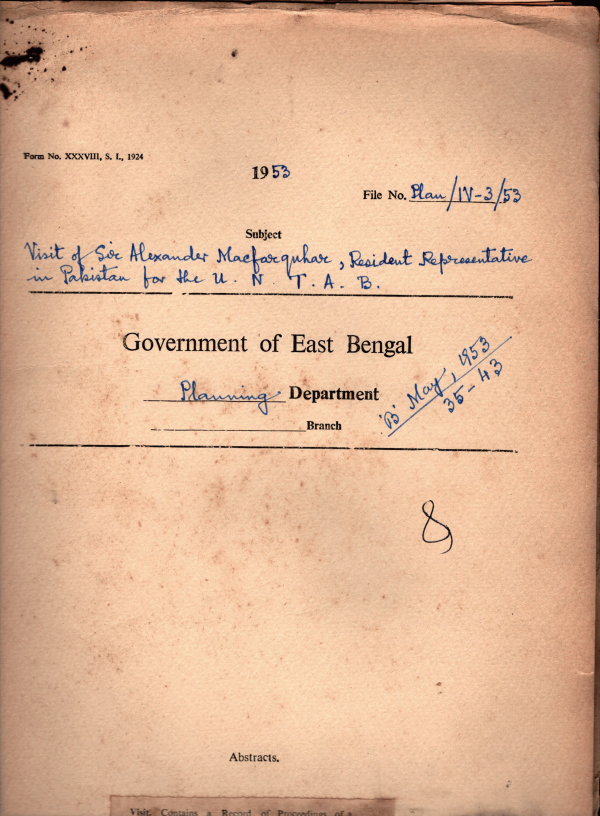 Form No. XXXVIII, S. I., 1924
1953
File No. Plan/IV-3/53
Subject
Visit of Sir Alexander Macfarquhar, Resident Representative
in Pakistan for the U. N. T. A. B.
Government of East Bengal
Planning Department
Branch
'B' May, 1953
35-43
Abstracts.
Visit. Contains a Record of Proceedings of a